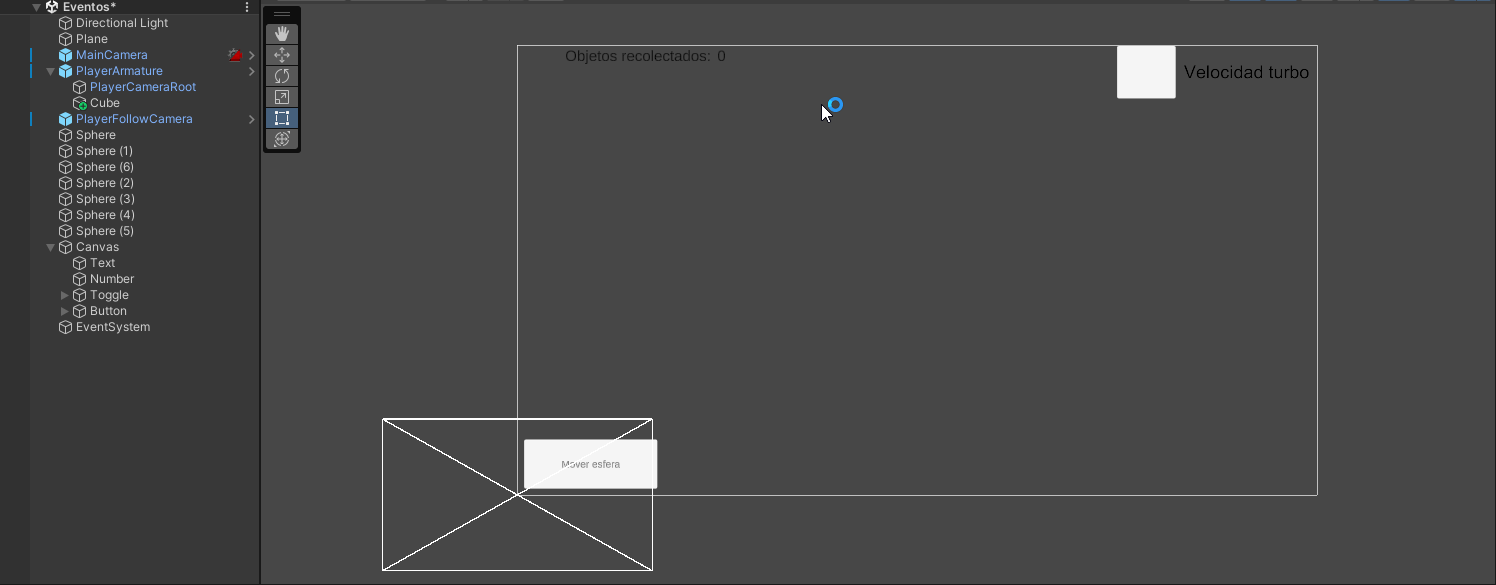 Eventos*
Directional Light
Plane
MainCamera
PlayerArmature
PlayerCameraRoot
Cube
PlayerFollowCamera
Sphere
Sphere (1)
Sphere (6)
Sphere (2)
Sphere (3)
Sphere (4)
Sphere (5)
Canvas
Text
Number
Toggle
Button
EventSystem
Objetos recolectados: 0
Velocidad turbo
Mover esfera